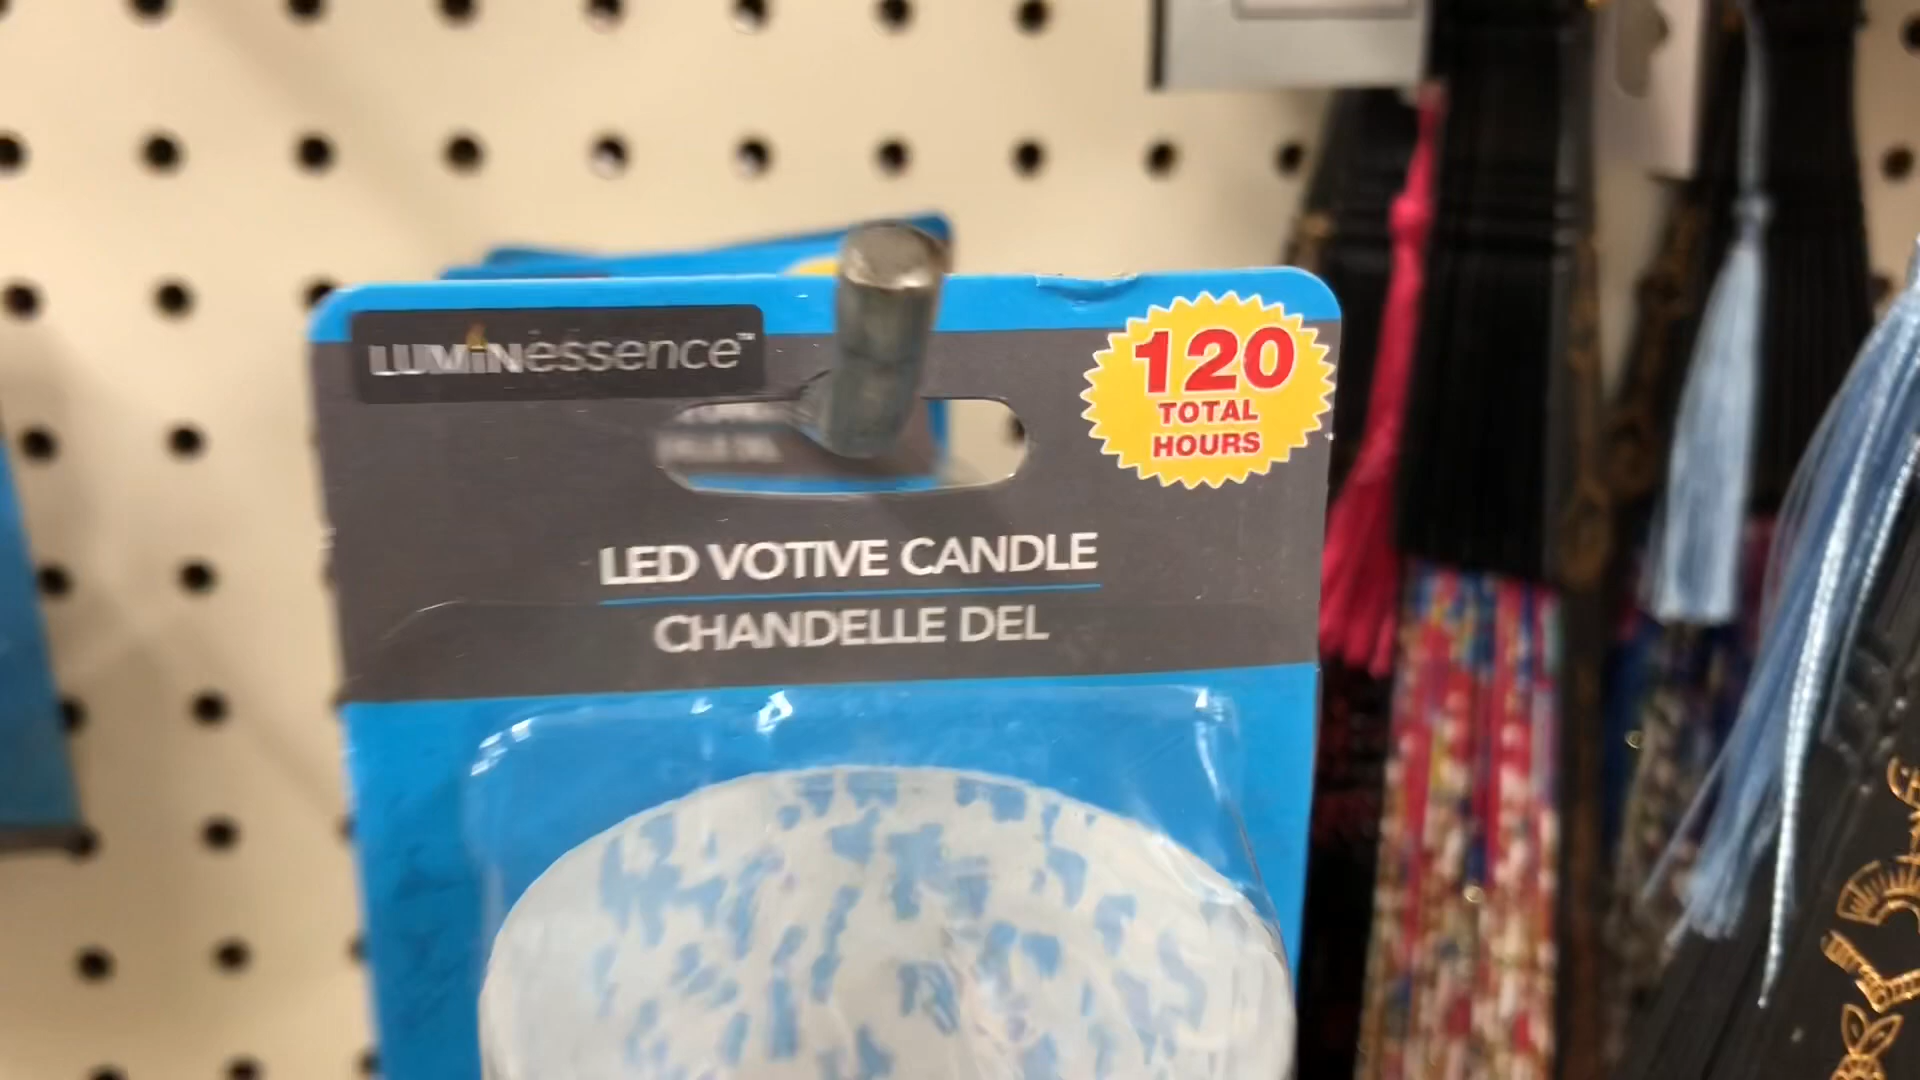 LUMiNessence™
120
TOTAL
HOURS
LED VOTIVE CANDLE
CHANDELLE DEL